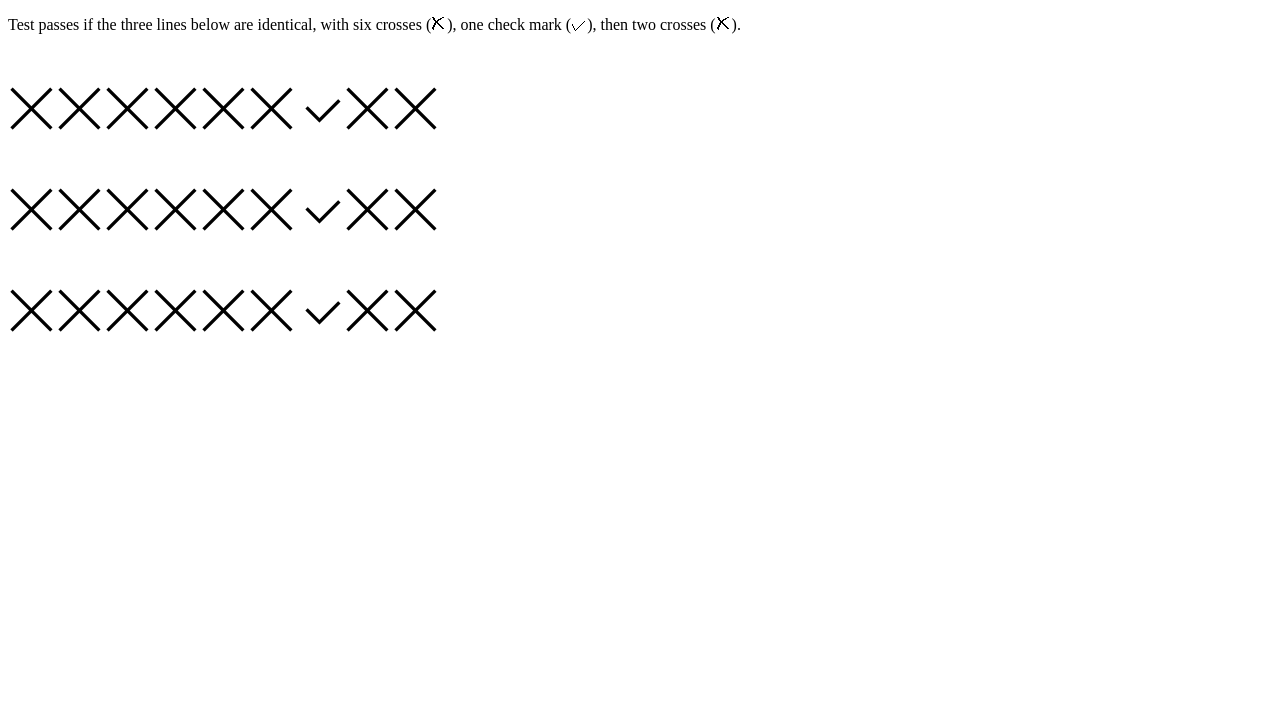 Test passes if the three lines below are identical, with six crosses (✗), one check mark (✓), then two crosses (✗).
✗✗✗✗✗✗✓✗✗
✗✗✗✗✗✗✓✗✗
✗✗✗✗✗✗✓✗✗